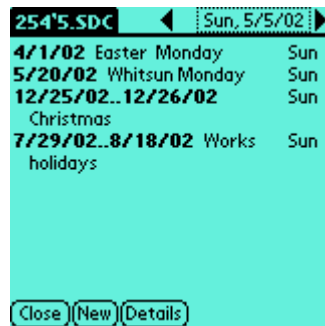 254'5.SDC Sun, 5/5/02
4/1/02 Easter Monday Sun
5/20/02 Whitsun Monday Sun
12/25/02..12/26/02 Sun
Christmas
7/29/02..8/18/02 Works Sun
holidays
Close New Details